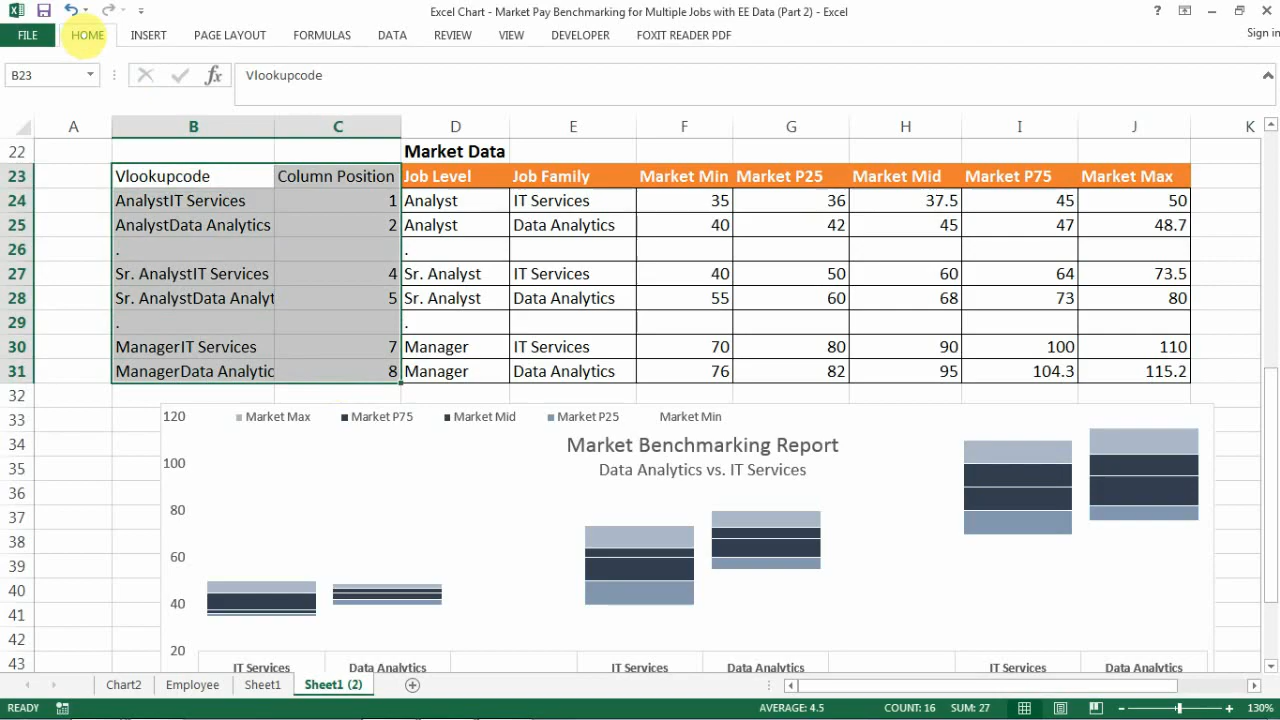 Excel Chart - Market Pay Benchmarking for Multiple Jobs with EE Data (Part 2) - Excel
?
FILE HOME INSERT PAGE LAYOUT FORMULAS DATA REVIEW VIEW DEVELOPER FOXIT READER PDF Sign in
B23 fx Vlookupcode
A B C D E F G H I J K
22 Market Data
23 Vlookupcode Column Position Job Level Job Family Market Min Market P25 Market Mid Market P75 Market Max
24 AnalystIT Services 1 Analyst IT Services 35 36 37.5 45 50
25 AnalystData Analytics 2 Analyst Data Analytics 40 42 45 47 48.7
26 . .
27 Sr. AnalystIT Services 4 Sr. Analyst IT Services 40 50 60 64 73.5
28 Sr. AnalystData Analyt 5 Sr. Analyst Data Analytics 55 60 68 73 80
29 . .
30 ManagerIT Services 7 Manager IT Services 70 80 90 100 110
31 ManagerData Analytic 8 Manager Data Analytics 76 82 95 104.3 115.2
32
33 120 Market Max Market P75 Market Mid Market P25 Market Min
34 Market Benchmarking Report
35 100 Data Analytics vs. IT Services
36
37 80
38
39 60
40
41 40
42
43 20
IT Services Data Analytics IT Services Data Analytics IT Services Data Analytics
Chart2 Employee Sheet1 Sheet1 (2)
READY AVERAGE: 4.5 COUNT: 16 SUM: 27 130%